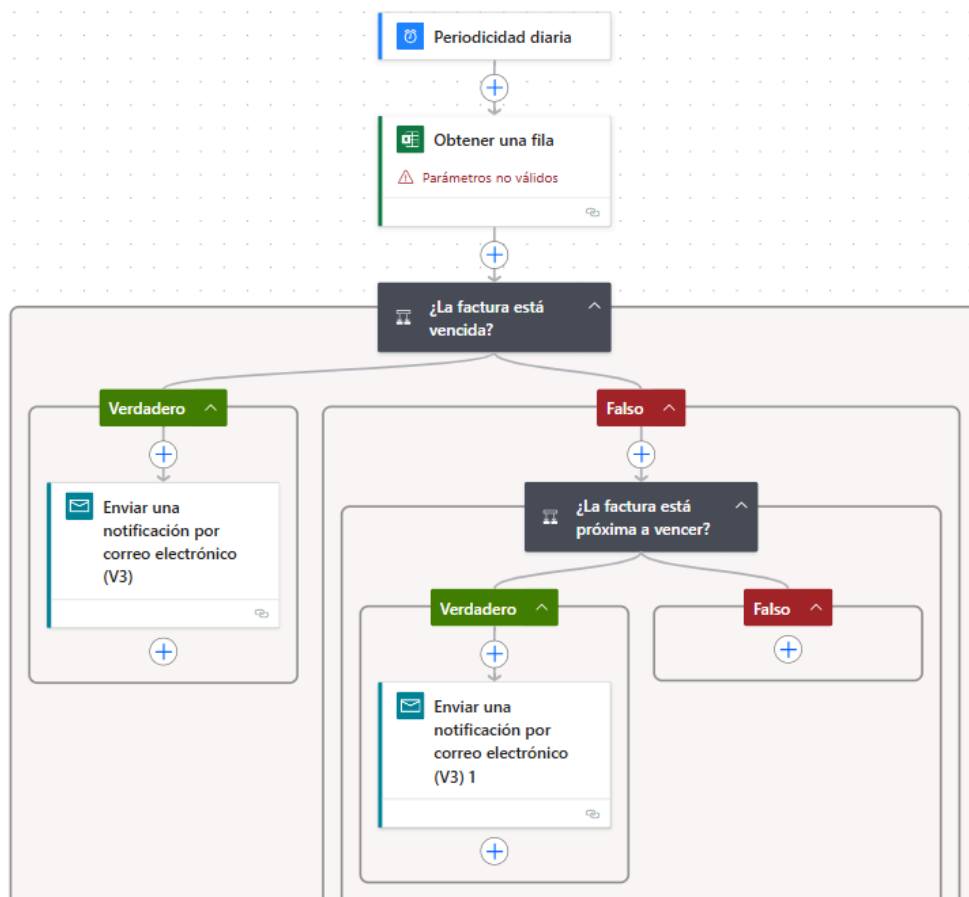 Periodicidad diaria
Obtener una fila
Parámetros no válidos
¿La factura está
vencida?
Verdadero
Falso
Enviar una
notificación por
correo electrónico
(V3)
¿La factura está
próxima a vencer?
Verdadero
Falso
Enviar una
notificación por
correo electrónico
(V3) 1